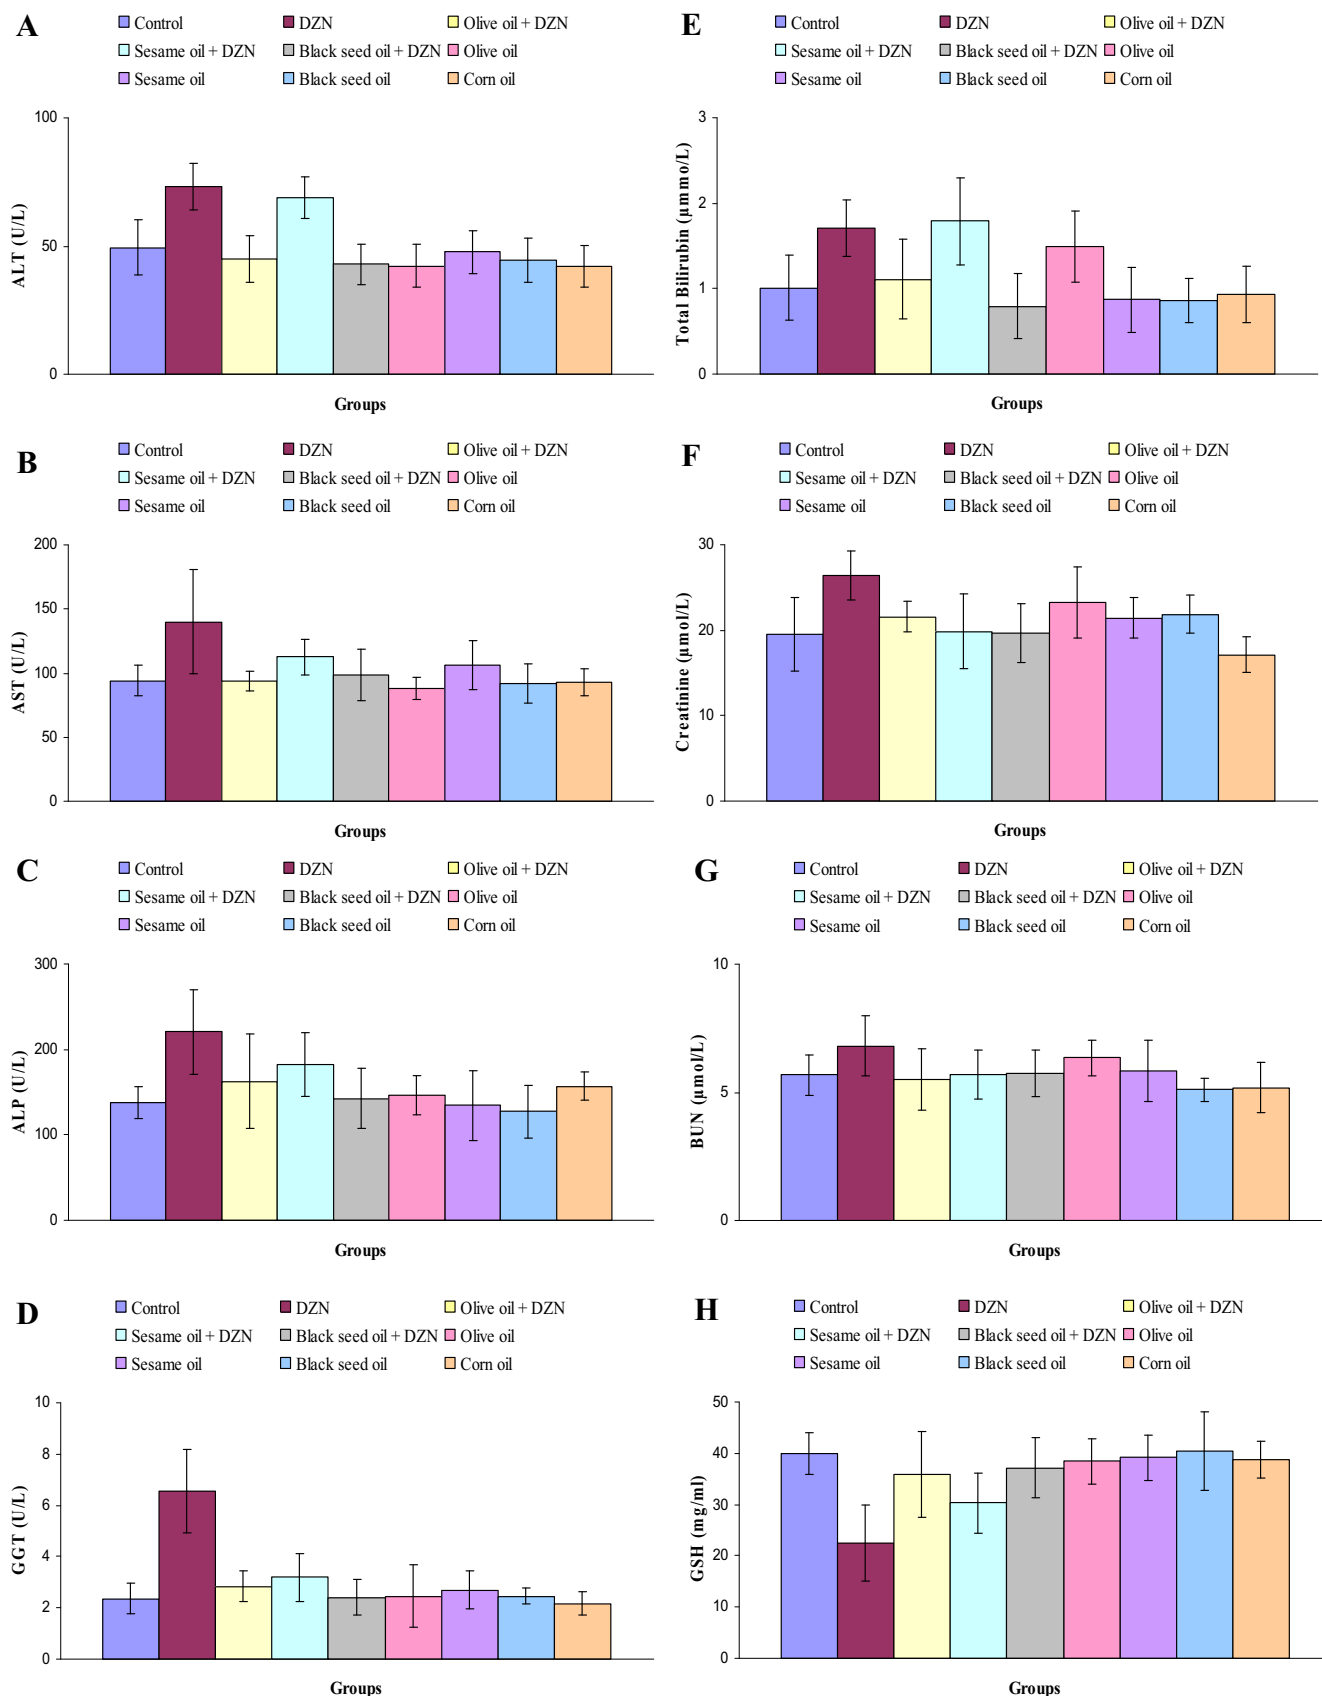 A
Control DZN Olive oil + DZN
Sesame oil + DZN Black seed oil + DZN Olive oil
Sesame oil Black seed oil Corn oil
100
50
0
ALT (U/L)
Groups
B
Control DZN Olive oil + DZN
Sesame oil + DZN Black seed oil + DZN Olive oil
Sesame oil Black seed oil Corn oil
200
150
100
50
0
AST (U/L)
Groups
C
Control DZN Olive oil + DZN
Sesame oil + DZN Black seed oil + DZN Olive oil
Sesame oil Black seed oil Corn oil
300
200
100
0
ALP (U/L)
Groups
D
Control DZN Olive oil + DZN
Sesame oil + DZN Black seed oil + DZN Olive oil
Sesame oil Black seed oil Corn oil
10
8
6
4
2
0
GGT (U/L)
Groups
E
Control DZN Olive oil + DZN
Sesame oil + DZN Black seed oil + DZN Olive oil
Sesame oil Black seed oil Corn oil
3
2
1
0
Total Bilirubin (µmmo/L)
Groups
F
Control DZN Olive oil + DZN
Sesame oil + DZN Black seed oil + DZN Olive oil
Sesame oil Black seed oil Corn oil
30
20
10
0
Creatinine (µmol/L)
Groups
G
Control DZN Olive oil + DZN
Sesame oil + DZN Black seed oil + DZN Olive oil
Sesame oil Black seed oil Corn oil
10
5
0
BUN (µmol/L)
Groups
H
Control DZN Olive oil + DZN
Sesame oil + DZN Black seed oil + DZN Olive oil
Sesame oil Black seed oil Corn oil
50
40
30
20
10
0
GSH (mg/ml)
Groups